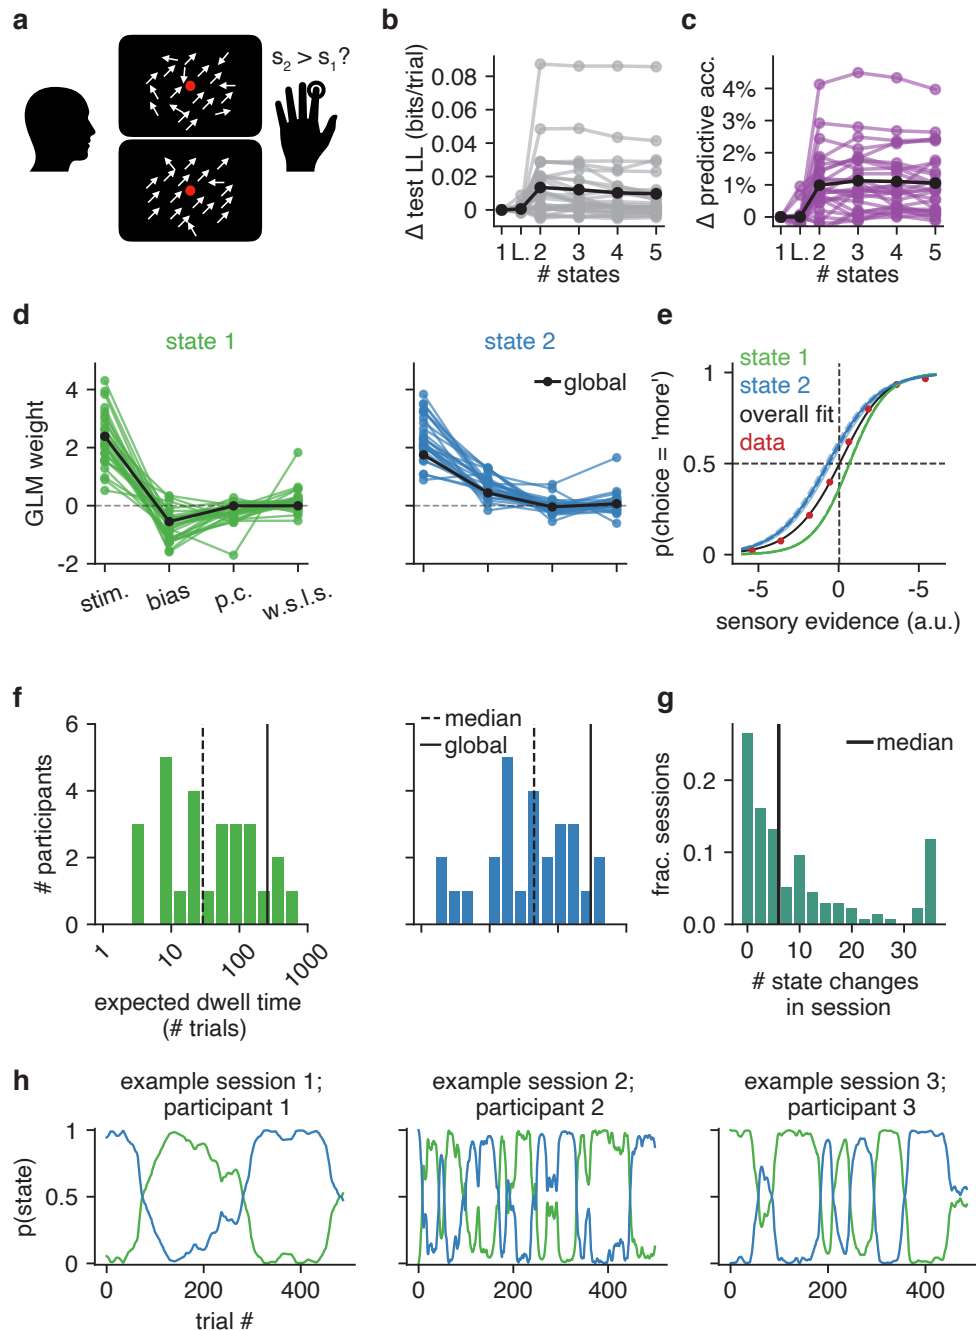 a
s₂ > s₁?
b
Δ test LLL (bits/trial)
0.08
0.06
0.04
0.02
0
1 L. 2 3 4 5
# states
c
Δ predictive acc.
4%
3%
2%
1%
0
1 L. 2 3 4 5
# states
d
state 1
GLM weight
4
2
0
-2
stim.
bias
p.c.
w.s.l.s.
state 2
global
e
state 1
state 2
overall fit
data
p(choice = 'more')
1
0.5
0
-5 0 -5
sensory evidence (a.u.)
f
# participants
6
4
2
0
1 10 100 1000
expected dwell time
(# trials)
median
global
g
median
frac. sessions
0.2
0.1
0.0
0 10 20 30
# state changes
in session
h
example session 1;
participant 1
p(state)
1
0.5
0
0 200 400
trial #
example session 2;
participant 2
0 200 400
example session 3;
participant 3
0 200 400